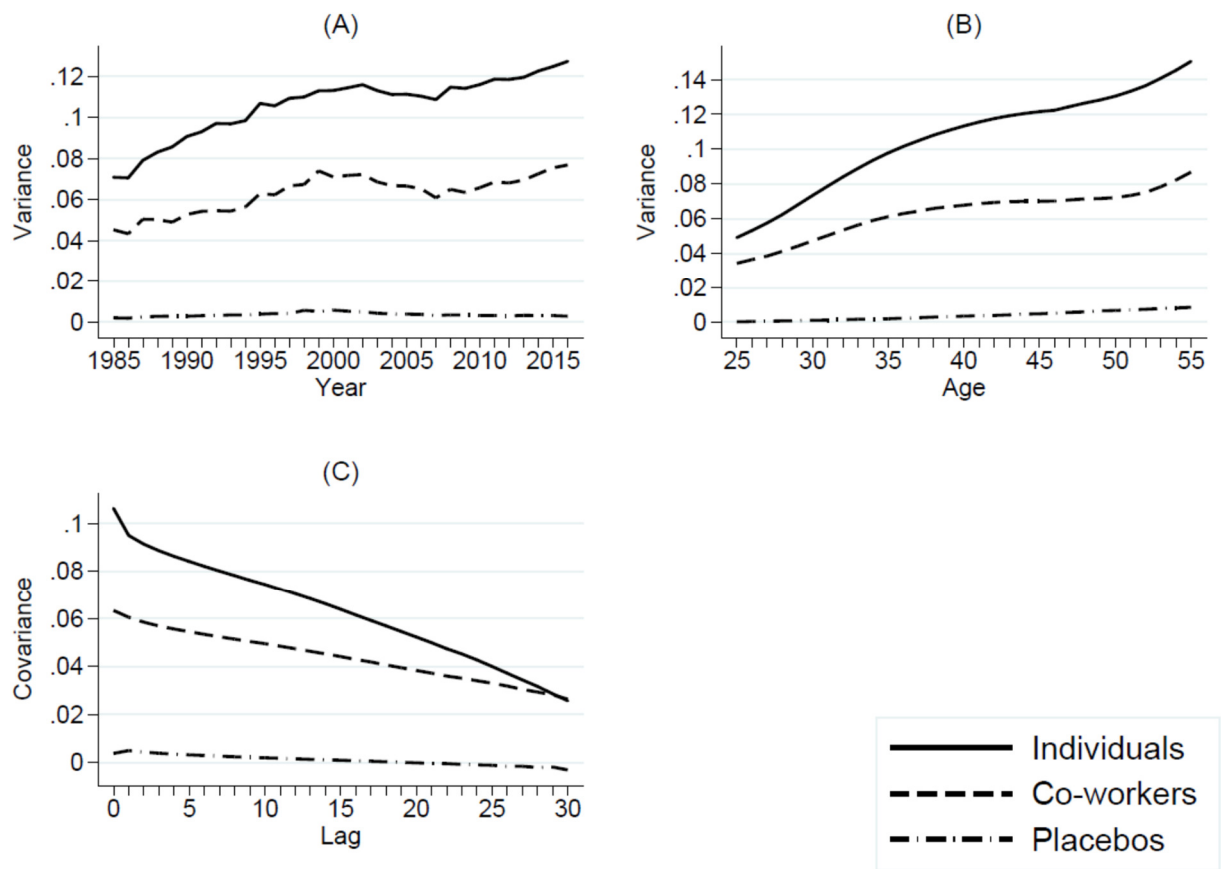 (A)
Variance
.12
.1
.08
.06
.04
.02
0
1985 1990 1995 2000 2005 2010 2015
Year
(B)
Variance
.14
.12
.1
.08
.06
.04
.02
0
25 30 35 40 45 50 55
Age
(C)
Covariance
.1
.08
.06
.04
.02
0
0 5 10 15 20 25 30
Lag
Individuals
Co-workers
Placebos